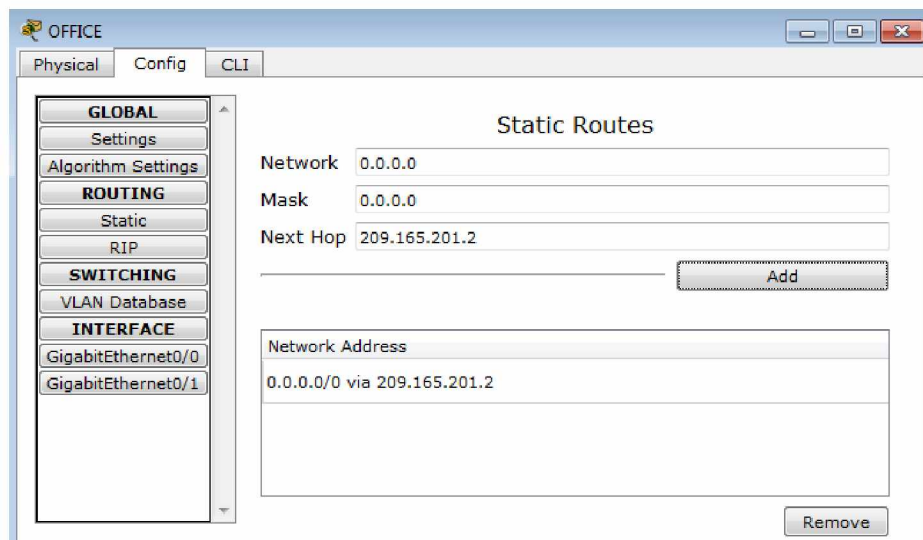 OFFICE
Physical Config CLI
GLOBAL
Settings
Algorithm Settings
ROUTING
Static
RIP
SWITCHING
VLAN Database
INTERFACE
GigabitEthernet0/0
GigabitEthernet0/1
Static Routes
Network 0.0.0.0
Mask 0.0.0.0
Next Hop 209.165.201.2
Add
Network Address
0.0.0.0/0 via 209.165.201.2
Remove